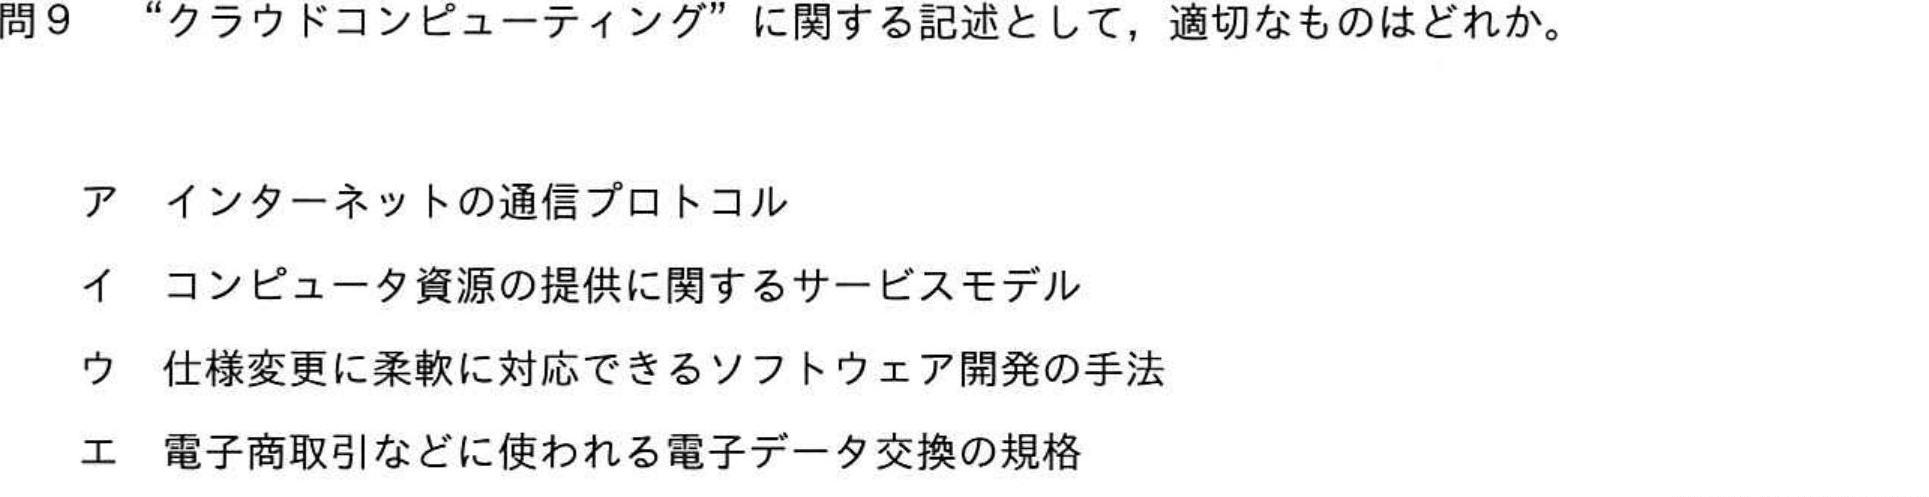 問9 “クラウドコンピューティング”に関する記述として，適切なものはどれか。
ア インターネットの通信プロトコル
イ コンピュータ資源の提供に関するサービスモデル
ウ 仕様変更に柔軟に対応できるソフトウェア開発の手法
エ 電子商取引などに使われる電子データ交換の規格